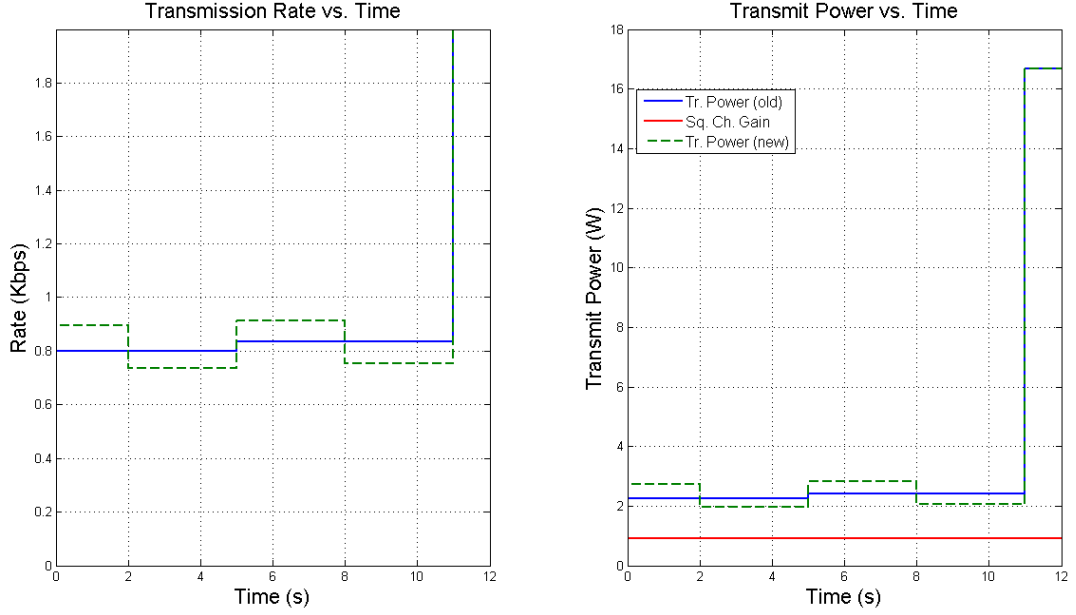 Transmission Rate vs. Time
1.8
1.6
1.4
1.2
1
0.8
0.6
0.4
0.2
0
0 2 4 6 8 10 12
Rate (Kbps)
Time (s)
Transmit Power vs. Time
18
16
14
12
10
8
6
4
2
0
0 2 4 6 8 10 12
Transmit Power (W)
Time (s)
Tr. Power (old)
Sq. Ch. Gain
Tr. Power (new)